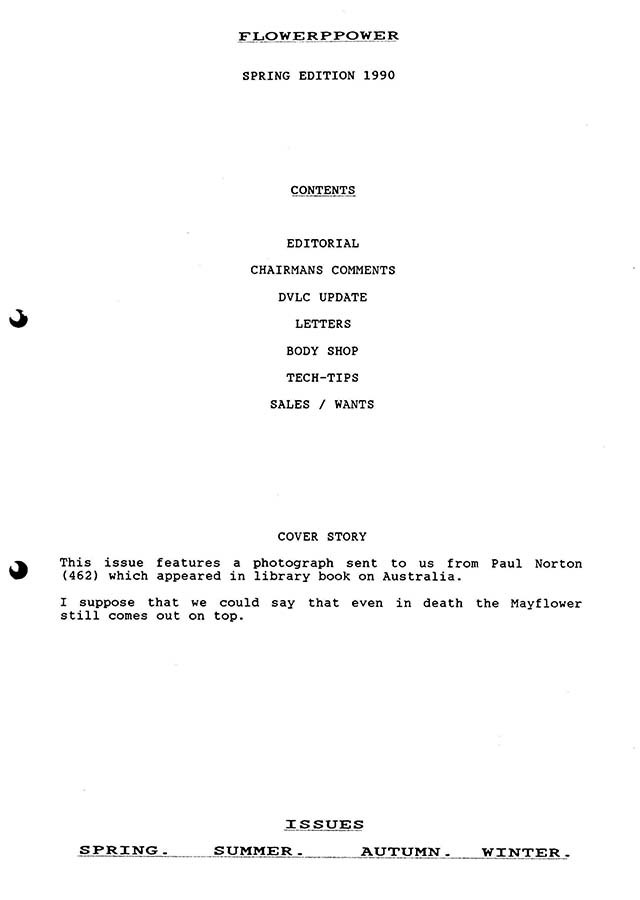 FLOWERPPOWER
SPRING EDITION 1990
CONTENTS
EDITORIAL
CHAIRMANS COMMENTS
DVLC UPDATE
LETTERS
BODY SHOP
TECH-TIPS
SALES / WANTS
COVER STORY
This issue features a photograph sent to us from Paul Norton
(462) which appeared in library book on Australia.
I suppose that we could say that even in death the Mayflower
still comes out on top.
ISSUES
SPRING. SUMMER. AUTUMN. WINTER.